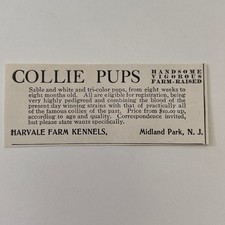 COLLIE PUPS HANDSOME
VIGOROUS
FARM-RAISED
Sable and white and tri-color pups, from eight weeks to
eight months old. All are eligible for registration, being
very highly pedigreed and combining the blood of the
present day winning strains with that of practically all
of the famous collies of the past. Price from $10.00 up,
according to age and quality. Correspondence invited,
but please state wants specifically.
HARVALE FARM KENNELS, Midland Park, N. J.